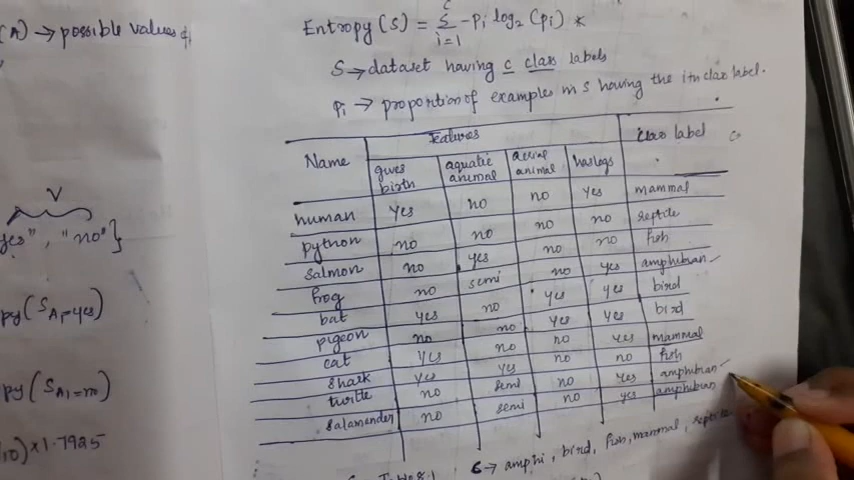 (A) → possible values of
Entropy (S) = c Σ i=1 -Pi log2 (Pi) *
S → dataset having c class labels
Pi → proportion of examples in S having the ith class label.
Features
Name gives birth aquatic animal aerial animal has legs class label
human yes no no yes mammal
python no no no no reptile
salmon no yes no no fish
frog no semi no yes amphibian
bat yes no yes yes bird
pigeon no no yes yes bird
cat yes no no yes mammal
shark yes yes no no fish
turtle no semi no yes amphibian
salamander no semi no yes amphibian
V
yes", "no"}
py(S A1=yes)
py(S A1=no)
×1.7925
6 → amphi, bird, fish, mammal, reptile